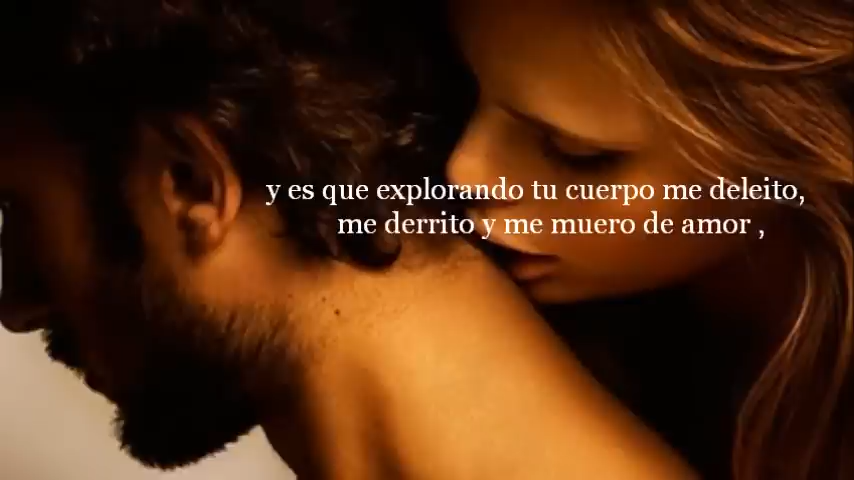 y es que explorando tu cuerpo me deleito,
me derrito y me muero de amor ,